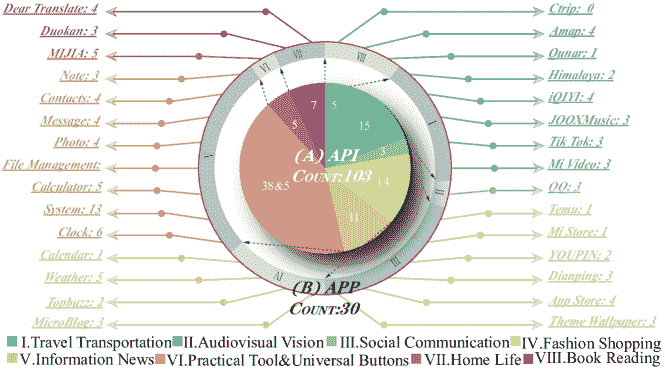 Dear Translate: 4
Duokan: 3
MIJIA: 5
Note: 3
Contacts: 4
Message: 4
Photo: 4
File Management:
Calculator: 5
System: 13
Clock: 6
Calendar: 1
Weather: 5
Topbuzz: 2
MicroBlog: 3
Ctrip: 0
Amap: 4
Qunar: 1
Himalaya: 2
iQIYI: 4
JOOXMusic: 3
Tik Tok: 3
Mi Video: 3
QQ: 3
Temu: 1
Mi Store: 1
YOUPIN: 2
Dianping: 3
App Store: 4
Theme Wallpaper: 3
VI
VII
I
II
III
IV
7
5
5
15
3
14
11
38&5
(A) API
COUNT:103
(B) APP
COUNT:30
I.Travel Transportation II.Audiovisual Vision III.Social Communication IV.Fashion Shopping
V.Information News VI.Practical Tool&Universal Buttons VII.Home Life VIII.Book Reading